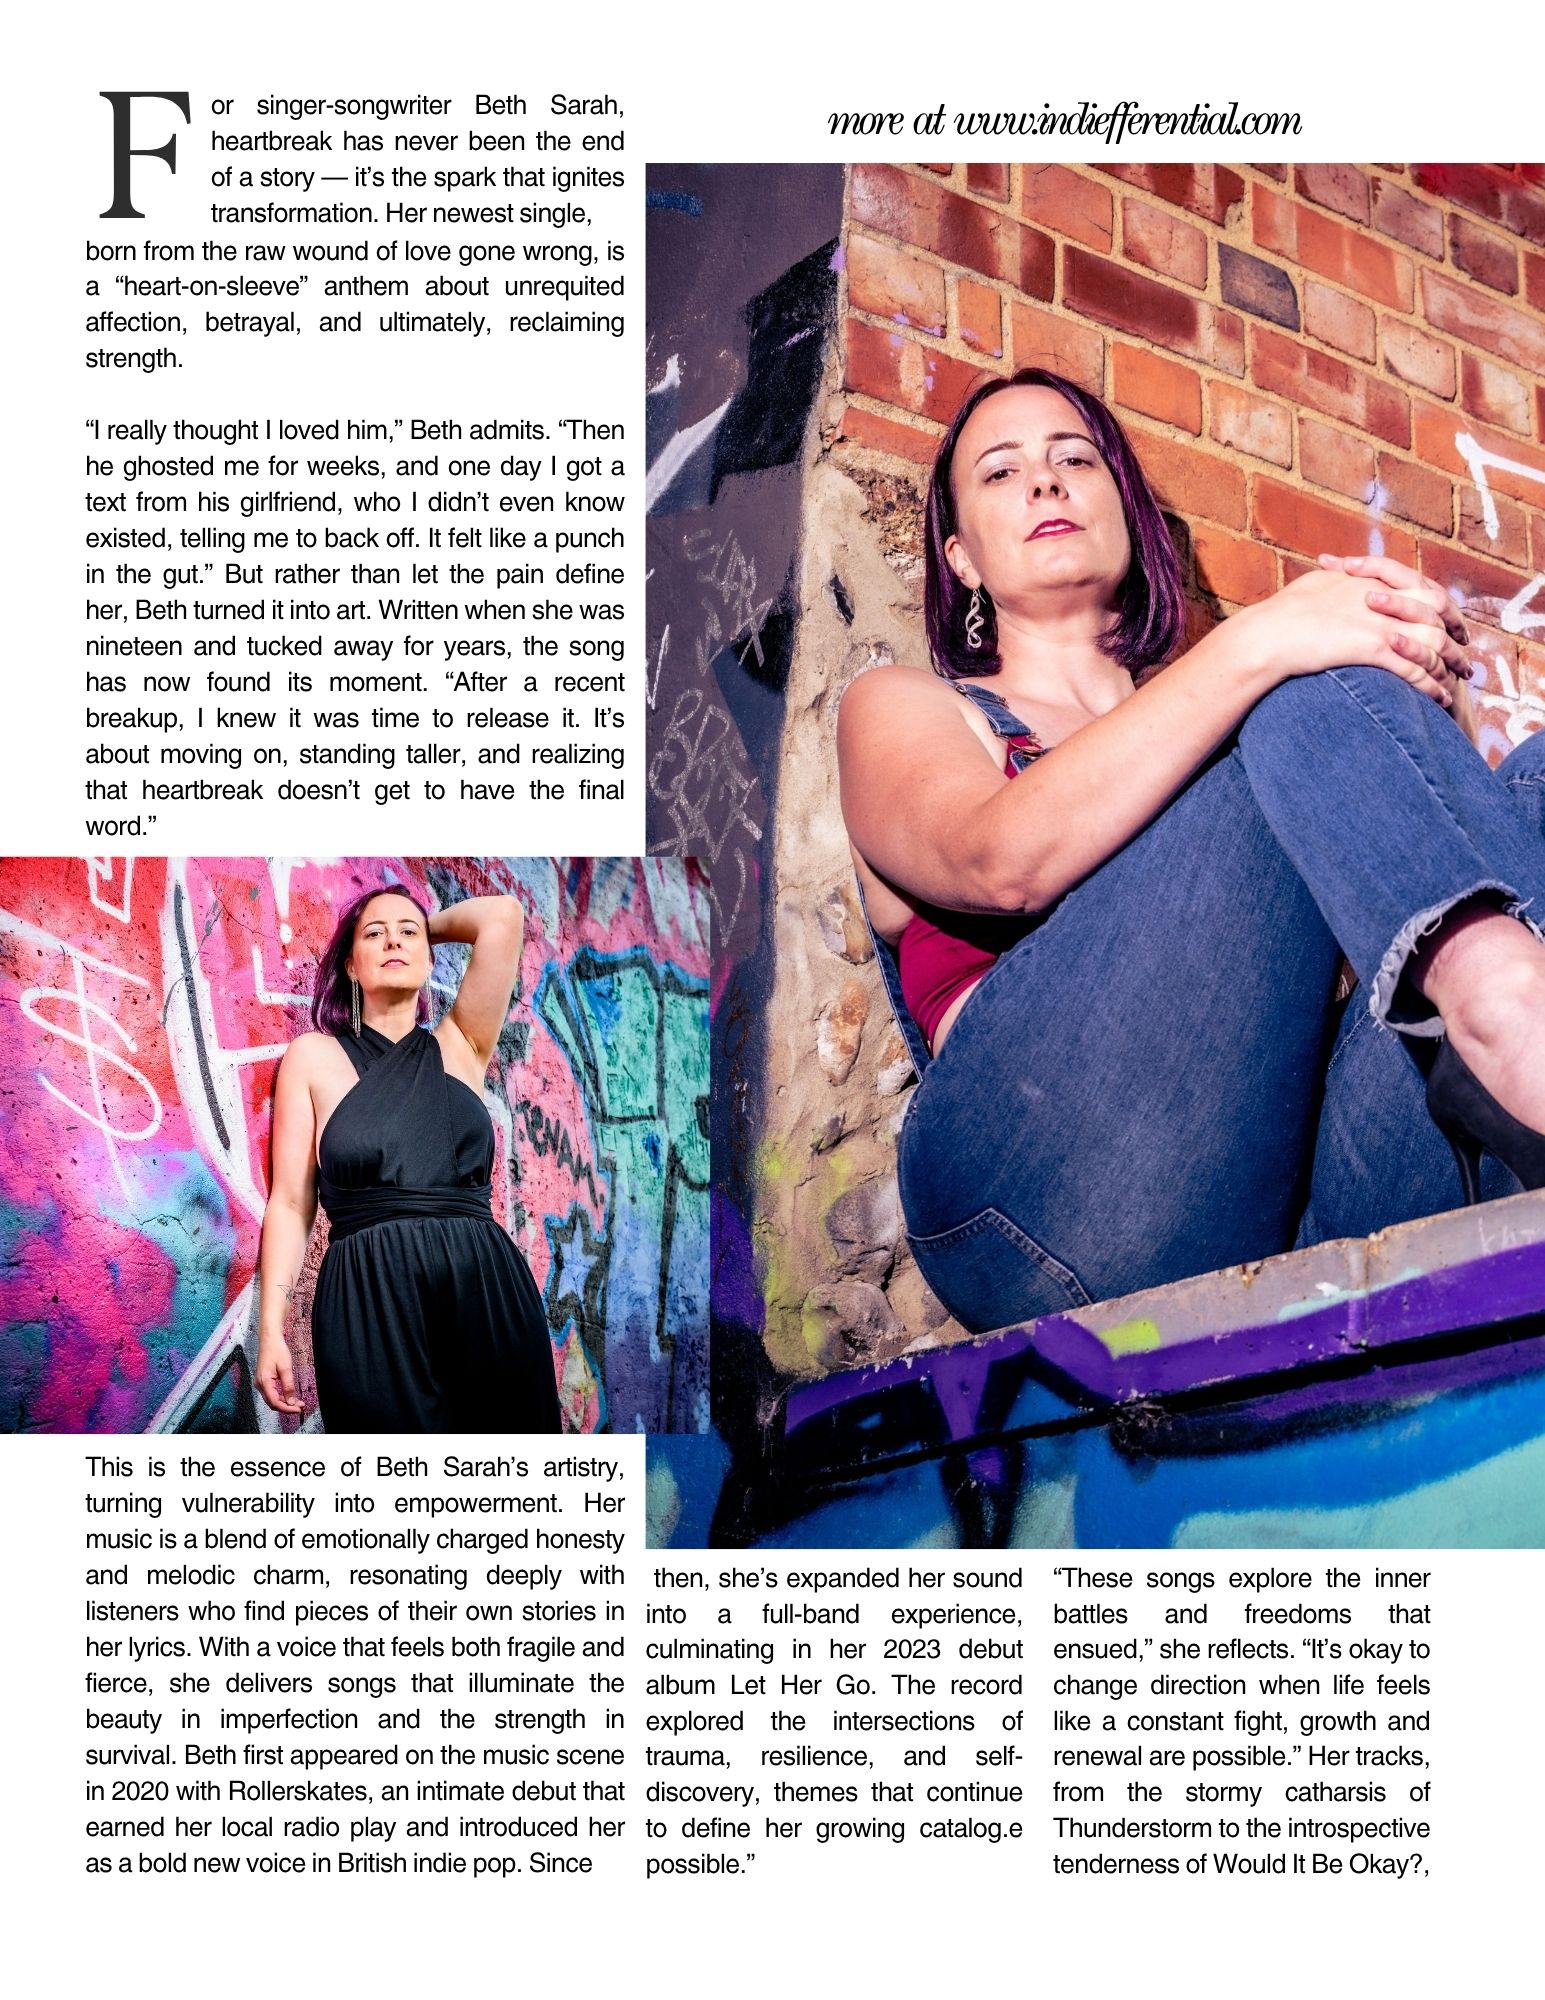 For singer-songwriter Beth Sarah,
heartbreak has never been the end
of a story — it’s the spark that ignites
transformation. Her newest single,
born from the raw wound of love gone wrong, is
a “heart-on-sleeve” anthem about unrequited
affection, betrayal, and ultimately, reclaiming
strength.
“I really thought I loved him,” Beth admits. “Then
he ghosted me for weeks, and one day I got a
text from his girlfriend, who I didn’t even know
existed, telling me to back off. It felt like a punch
in the gut.” But rather than let the pain define
her, Beth turned it into art. Written when she was
nineteen and tucked away for years, the song
has now found its moment. “After a recent
breakup, I knew it was time to release it. It’s
about moving on, standing taller, and realizing
that heartbreak doesn’t get to have the final
word.”
more at www.indiefferential.com
This is the essence of Beth Sarah’s artistry,
turning vulnerability into empowerment. Her
music is a blend of emotionally charged honesty
and melodic charm, resonating deeply with
listeners who find pieces of their own stories in
her lyrics. With a voice that feels both fragile and
fierce, she delivers songs that illuminate the
beauty in imperfection and the strength in
survival. Beth first appeared on the music scene
in 2020 with Rollerskates, an intimate debut that
earned her local radio play and introduced her
as a bold new voice in British indie pop. Since
then, she’s expanded her sound
into a full-band experience,
culminating in her 2023 debut
album Let Her Go. The record
explored the intersections of
trauma, resilience, and self-
discovery, themes that continue
to define her growing catalog.e
possible.”
“These songs explore the inner
battles and freedoms that
ensued,” she reflects. “It’s okay to
change direction when life feels
like a constant fight, growth and
renewal are possible.” Her tracks,
from the stormy catharsis of
Thunderstorm to the introspective
tenderness of Would It Be Okay?,